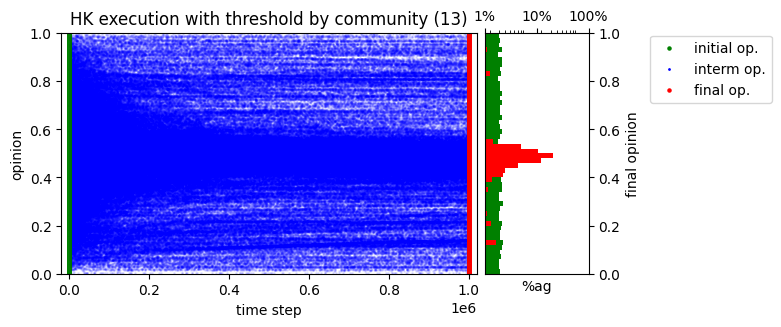 HK execution with threshold by community (13)
1% 10% 100%
initial op.
interm op.
final op.
opinion
1.0
0.8
0.6
0.4
0.2
0.0
1.0
0.8
0.6
0.4
0.2
0.0
final opinion
0.0 0.2 0.4 0.6 0.8 1.0
1e6
time step
%ag